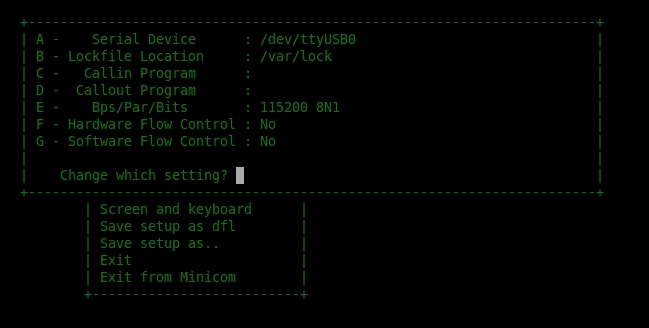 +-----------------------------------------------------------------------+
| A -    Serial Device      : /dev/ttyUSB0                              |
| B - Lockfile Location     : /var/lock                                 |
| C -   Callin Program      :                                           |
| D -  Callout Program      :                                           |
| E -    Bps/Par/Bits       : 115200 8N1                                |
| F - Hardware Flow Control : No                                        |
| G - Software Flow Control : No                                        |
|                                                                       |
|    Change which setting?                                              |
+-----------------------------------------------------------------------+
        | Screen and keyboard      |
        | Save setup as dfl        |
        | Save setup as..          |
        | Exit                     |
        | Exit from Minicom        |
        +--------------------------+